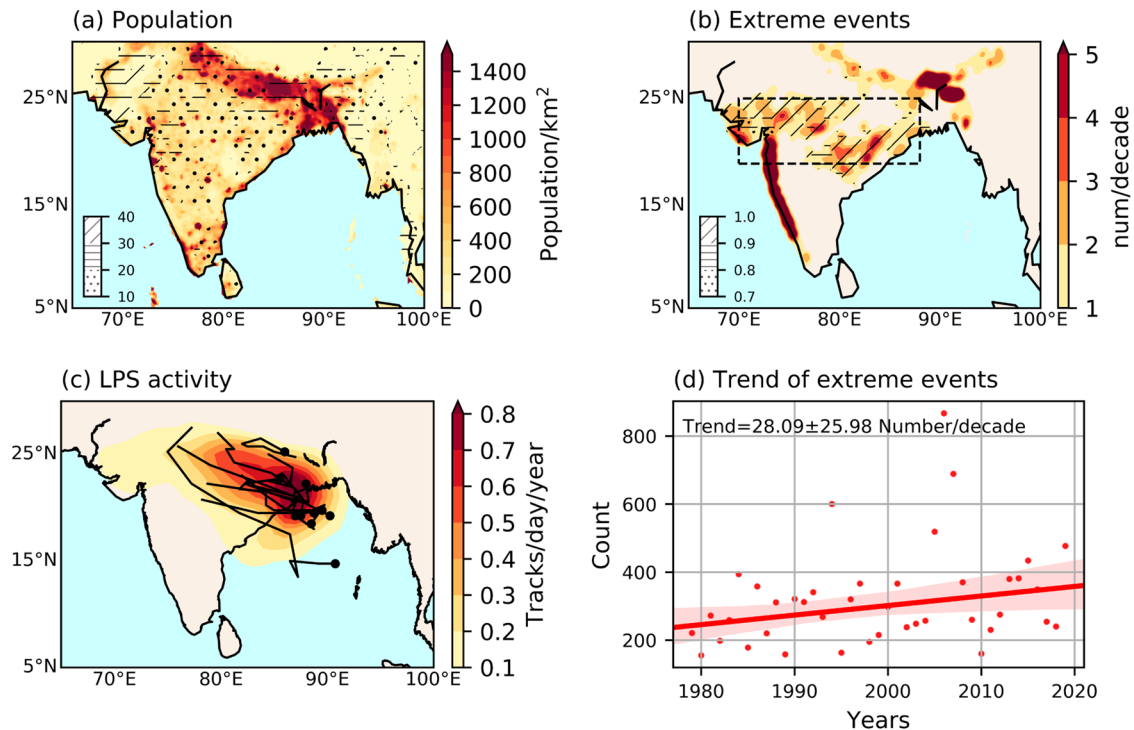 (a) Population
25°N
15°N
5°N
70°E
80°E
90°E
100°E
40
30
20
10
1400
1200
1000
800
600
400
200
0
Population/km²
(b) Extreme events
25°N
15°N
5°N
70°E
80°E
90°E
100°E
1.0
0.9
0.8
0.7
5
4
3
2
1
num/decade
(c) LPS activity
25°N
15°N
5°N
70°E
80°E
90°E
100°E
0.8
0.7
0.6
0.5
0.4
0.3
0.2
0.1
Tracks/day/year
(d) Trend of extreme events
Trend=28.09±25.98 Number/decade
800
600
400
200
Count
1980
1990
2000
2010
2020
Years